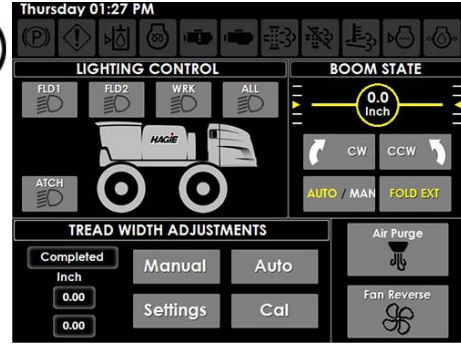 Thursday 01:27 PM
LIGHTING CONTROL
FLD1 FLD2 WRK ALL
HAGIE
ATCH
BOOM STATE
0.0
Inch
CW CCW
AUTO / MAN FOLD EXT
TREAD WIDTH ADJUSTMENTS
Completed
Inch
0.00
0.00
Manual Auto
Settings Cal
Air Purge
Fan Reverse